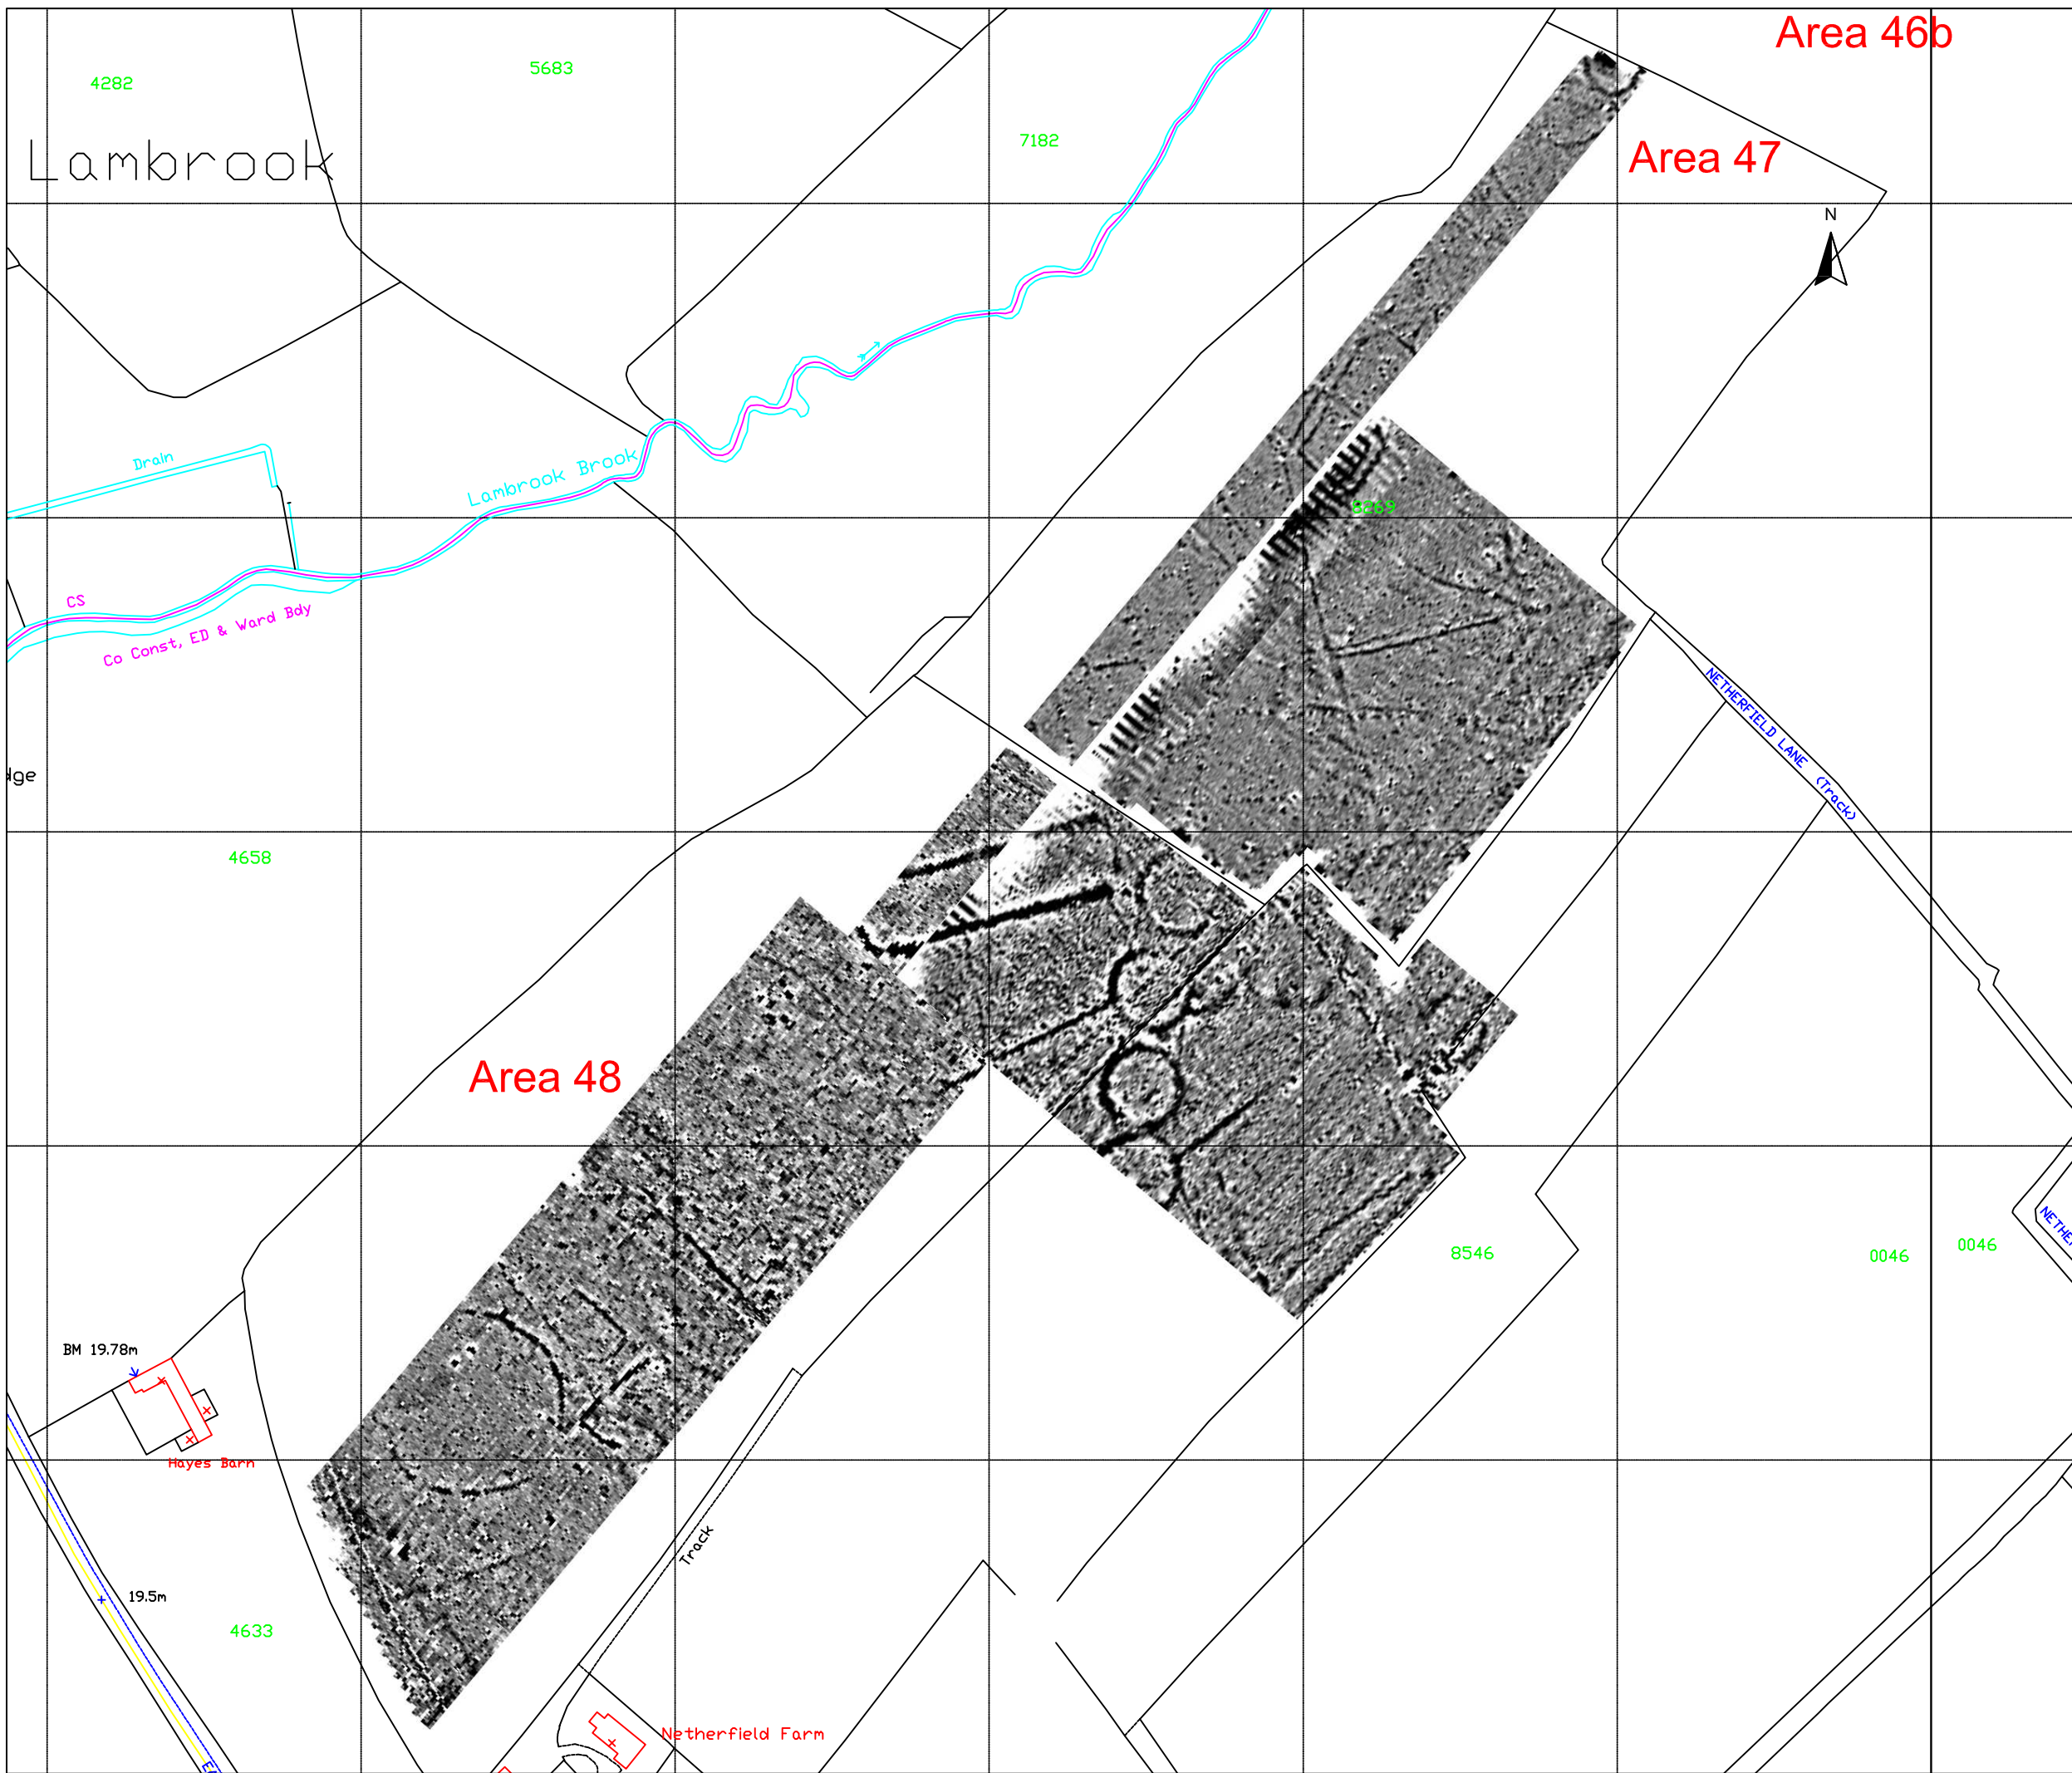 Area 46b
4282
5683
7182
Lambrook
Area 47
N
Drain
Lambrook Brook
8269
CS
Co Const, ED & Ward Bdy
NETHERFIELD LANE (Track)
4658
Area 48
8546
0046
0046
BM 19.78m
Hayes Barn
Track
19.5m
4633
Netherfield Farm